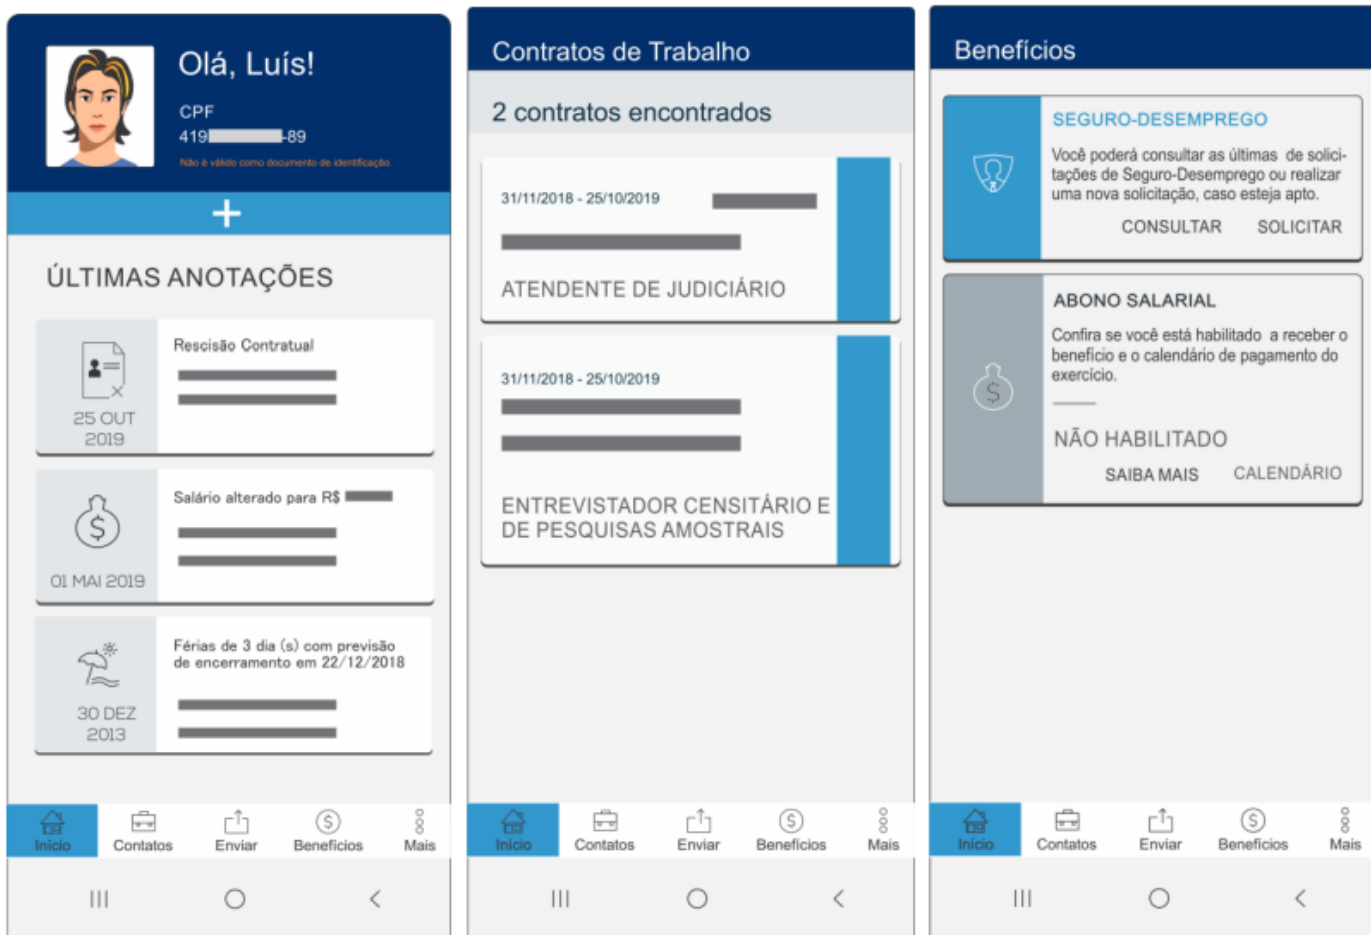 Olá, Luís!
CPF
419 -89
Não é válido como documento de identificação.
+
ÚLTIMAS ANOTAÇÕES
Rescisão Contratual
25 OUT
2019
Salário alterado para R$
01 MAI 2019
Férias de 3 dia (s) com previsão
de encerramento em 22/12/2018
30 DEZ
2013
Início
Contatos
Enviar
Benefícios
Mais
Contratos de Trabalho
2 contratos encontrados
31/11/2018 - 25/10/2019
ATENDENTE DE JUDICIÁRIO
31/11/2018 - 25/10/2019
ENTREVISTADOR CENSITÁRIO E
DE PESQUISAS AMOSTRAIS
Início
Contatos
Enviar
Benefícios
Mais
Benefícios
SEGURO-DESEMPREGO
Você poderá consultar as últimas de solici-
tações de Seguro-Desemprego ou realizar
uma nova solicitação, caso esteja apto.
CONSULTAR SOLICITAR
ABONO SALARIAL
Confira se você está habilitado a receber o
benefício e o calendário de pagamento do
exercício.
NÃO HABILITADO
SAIBA MAIS CALENDÁRIO
Início
Contatos
Enviar
Benefícios
Mais